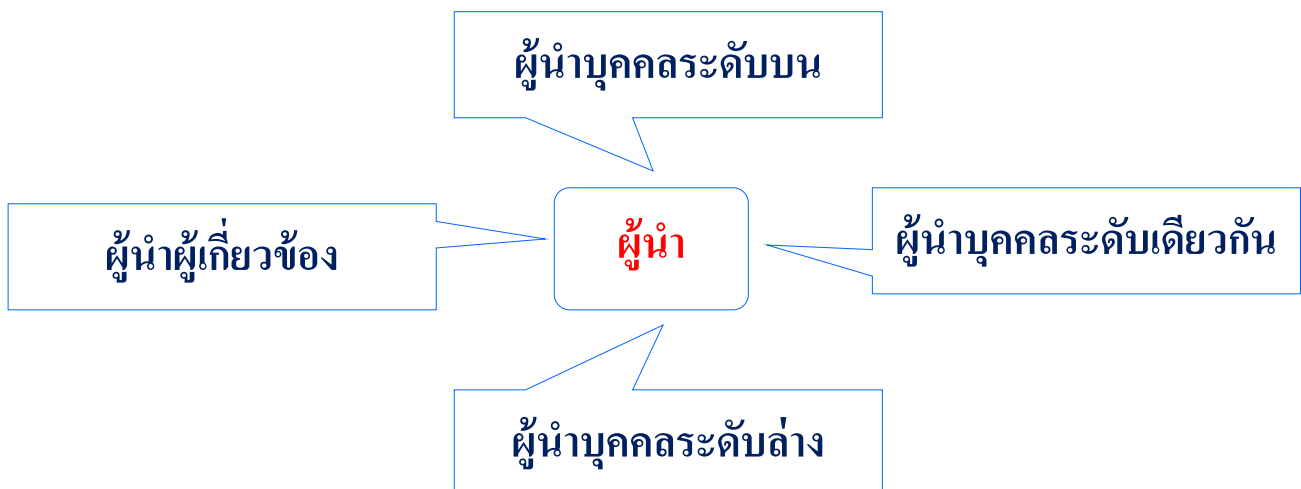 ผู้นำบุคคลระดับบน
ผู้นำผู้เกี่ยวข้อง
ผู้นำ
ผู้นำบุคคลระดับเดียวกัน
ผู้นำบุคคลระดับล่าง